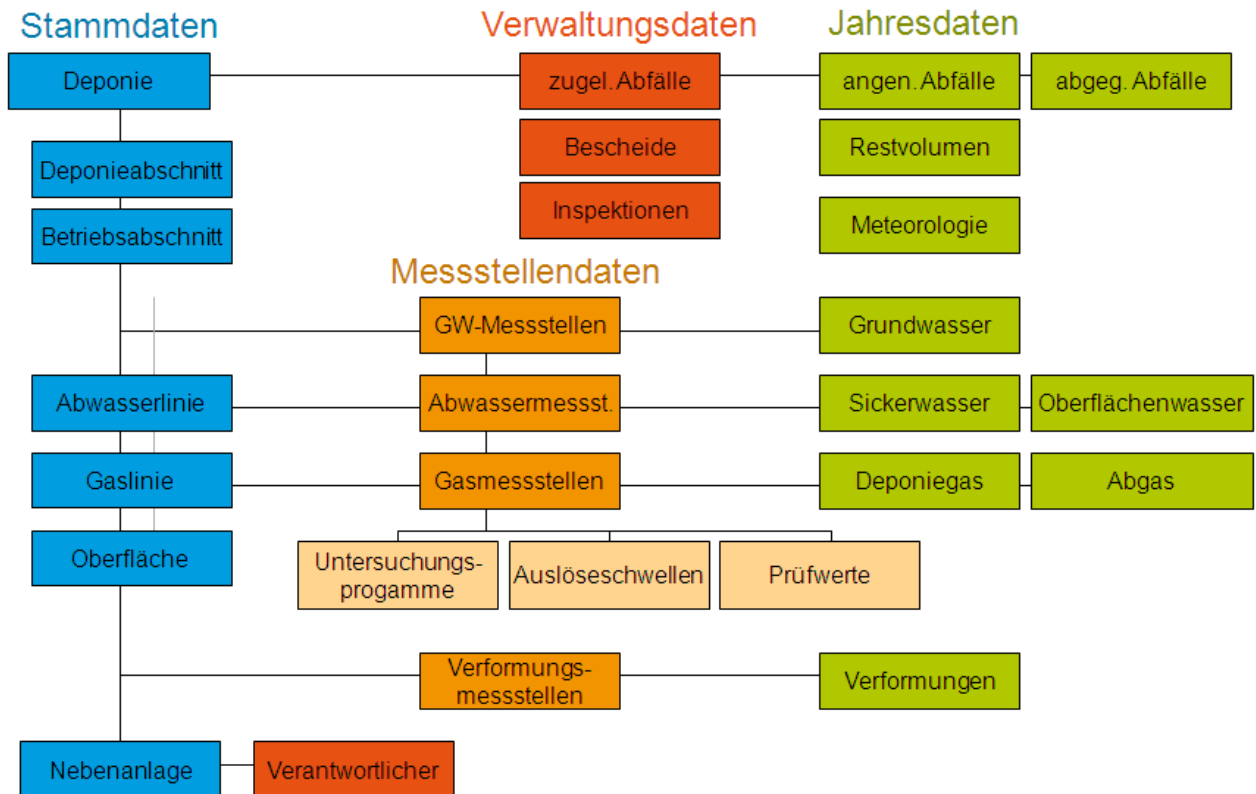 Stammdaten
Verwaltungsdaten
Jahresdaten
Deponie
zugel. Abfälle
angen. Abfälle
abgeg. Abfälle
Deponieabschnitt
Bescheide
Restvolumen
Betriebsabschnitt
Inspektionen
Meteorologie
Messstellendaten
GW-Messstellen
Grundwasser
Abwasserlinie
Abwassermessst.
Sickerwasser
Oberflächenwasser
Gaslinie
Gasmessstellen
Deponiegas
Abgas
Oberfläche
Untersuchungs-
progamme
Auslöseschwellen
Prüfwerte
Verformungs-
messstellen
Verformungen
Nebenanlage
Verantwortlicher